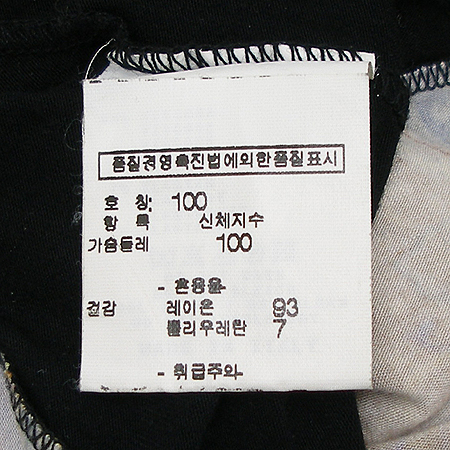 품질경영촉진법에의한품질표시
호 칭: 100
항 목 신체지수
가슴둘레 100
- 혼용율
겉감 레이온 93
폴리우레탄 7
- 취급주의